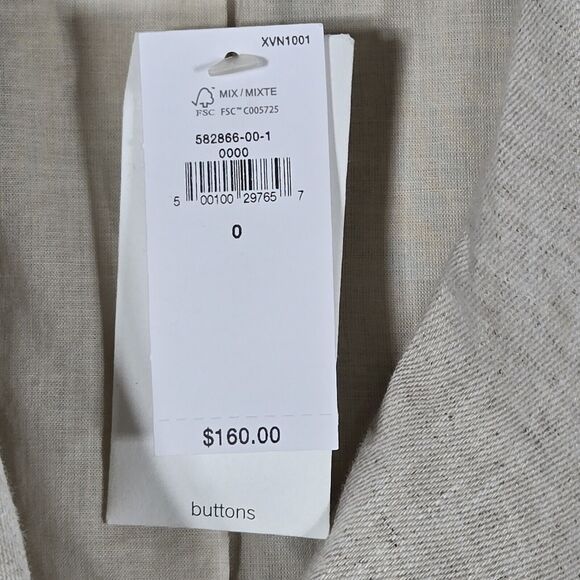 XVN1001
MIX / MIXTE
FSC FSC™ C005725
582866-00-1
0000
5 00100 29765 7
0
$160.00
buttons